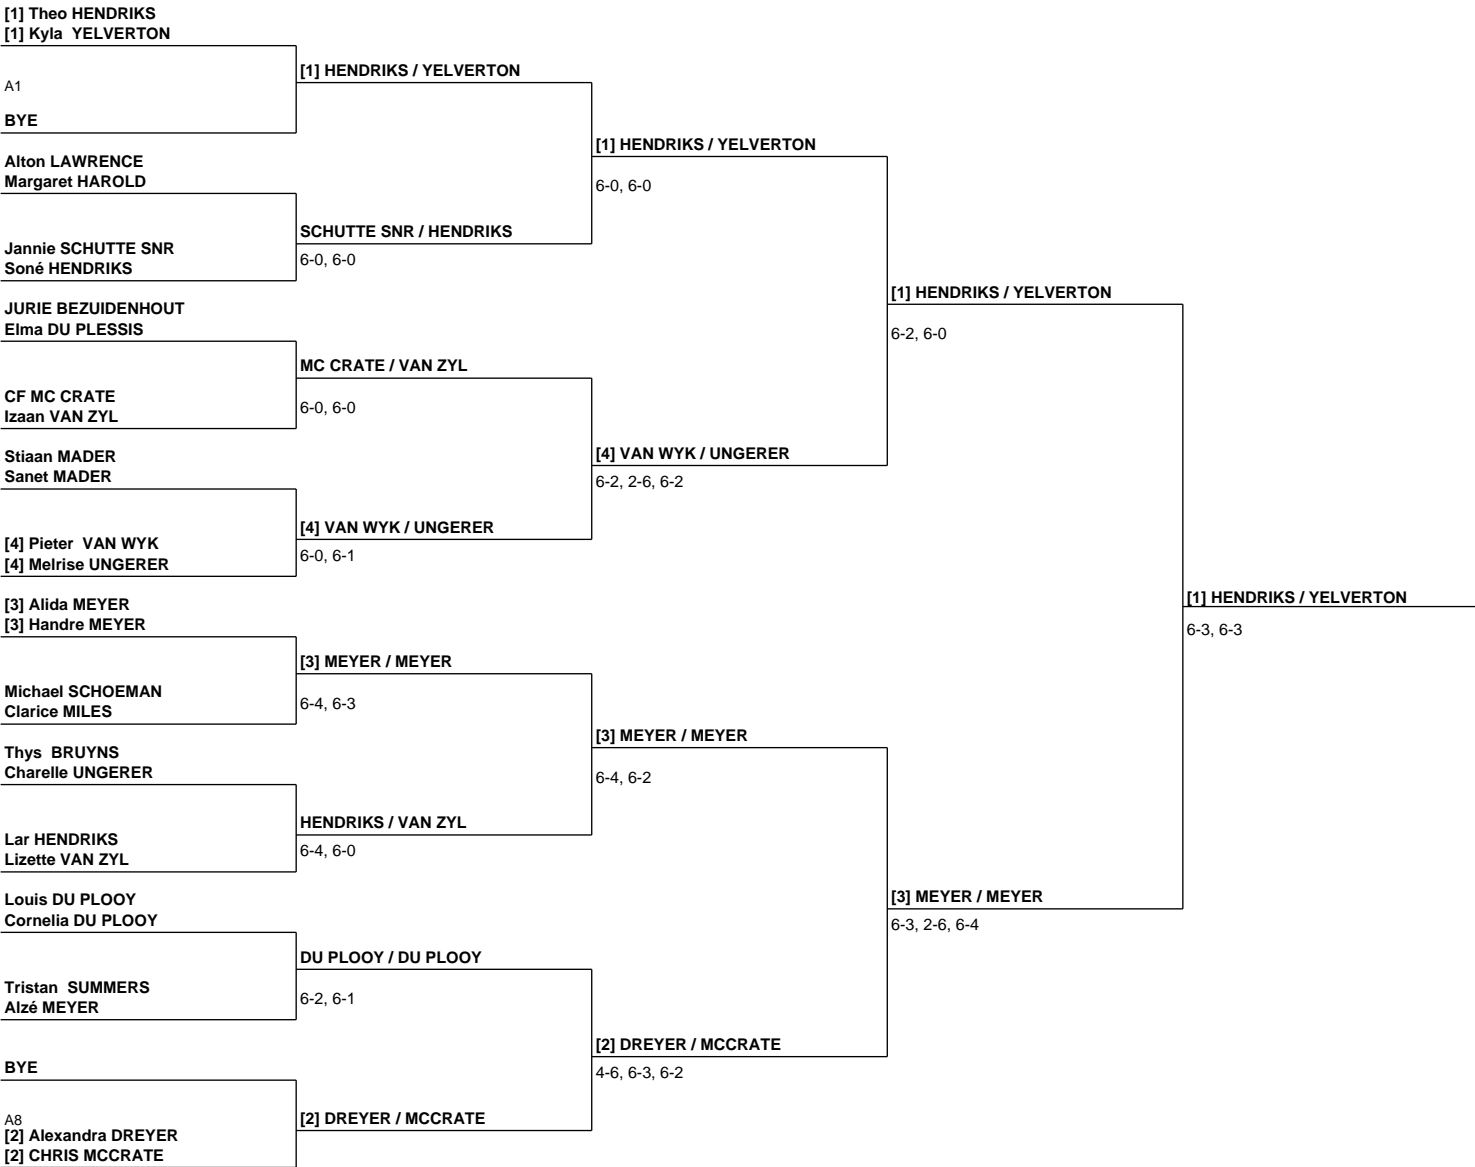 [1] Theo HENDRIKS
[1] Kyla  YELVERTON
[1] HENDRIKS / YELVERTON
A1
BYE
[1] HENDRIKS / YELVERTON
6-0, 6-0
Alton LAWRENCE
Margaret HAROLD
SCHUTTE SNR / HENDRIKS
6-0, 6-0
Jannie SCHUTTE SNR
Soné HENDRIKS
[1] HENDRIKS / YELVERTON
6-2, 6-0
JURIE BEZUIDENHOUT
Elma DU PLESSIS
MC CRATE / VAN ZYL
6-0, 6-0
CF MC CRATE
Izaan VAN ZYL
[4] VAN WYK / UNGERER
6-2, 2-6, 6-2
Stiaan MADER
Sanet MADER
[4] VAN WYK / UNGERER
6-0, 6-1
[4] Pieter  VAN WYK
[4] Melrise UNGERER
[1] HENDRIKS / YELVERTON
6-3, 6-3
[3] Alida MEYER
[3] Handre MEYER
[3] MEYER / MEYER
6-4, 6-3
Michael SCHOEMAN
Clarice MILES
[3] MEYER / MEYER
6-4, 6-2
Thys  BRUYNS
Charelle UNGERER
HENDRIKS / VAN ZYL
6-4, 6-0
Lar HENDRIKS
Lizette VAN ZYL
[3] MEYER / MEYER
6-3, 2-6, 6-4
Louis DU PLOOY
Cornelia DU PLOOY
DU PLOOY / DU PLOOY
6-2, 6-1
Tristan  SUMMERS
Alzé MEYER
[2] DREYER / MCCRATE
4-6, 6-3, 6-2
BYE
[2] DREYER / MCCRATE
A8
[2] Alexandra DREYER
[2] CHRIS MCCRATE